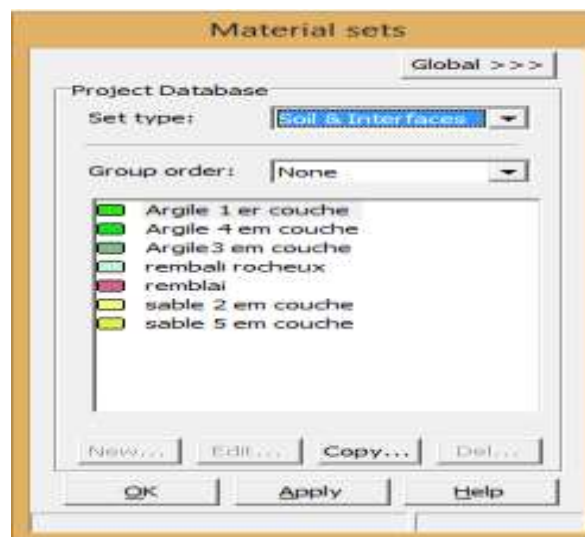 Material sets
Global >>>
Project Database
Set type: Soil & Interfaces
Group order: None
Argile 1 er couche
Argile 4 em couche
Argile3 em couche
rembali rocheux
remblai
sable 2 em couche
sable 5 em couche
New... Edit... Copy... Del...
OK Apply Help